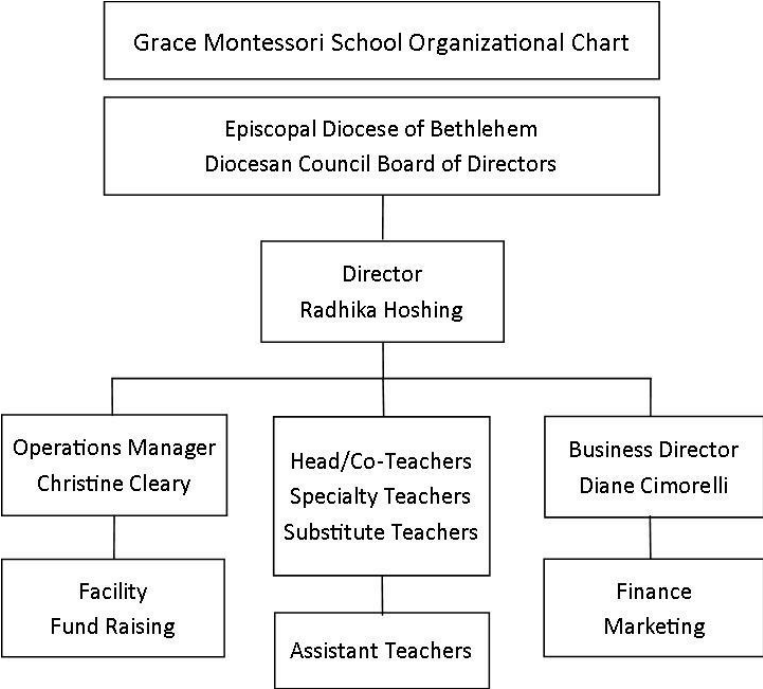 Grace Montessori School Organizational Chart
Episcopal Diocese of Bethlehem
Diocesan Council Board of Directors
Director
Radhika Hoshing
Operations Manager
Christine Cleary
Head/Co-Teachers
Specialty Teachers
Substitute Teachers
Business Director
Diane Cimorelli
Facility
Fund Raising
Assistant Teachers
Finance
Marketing